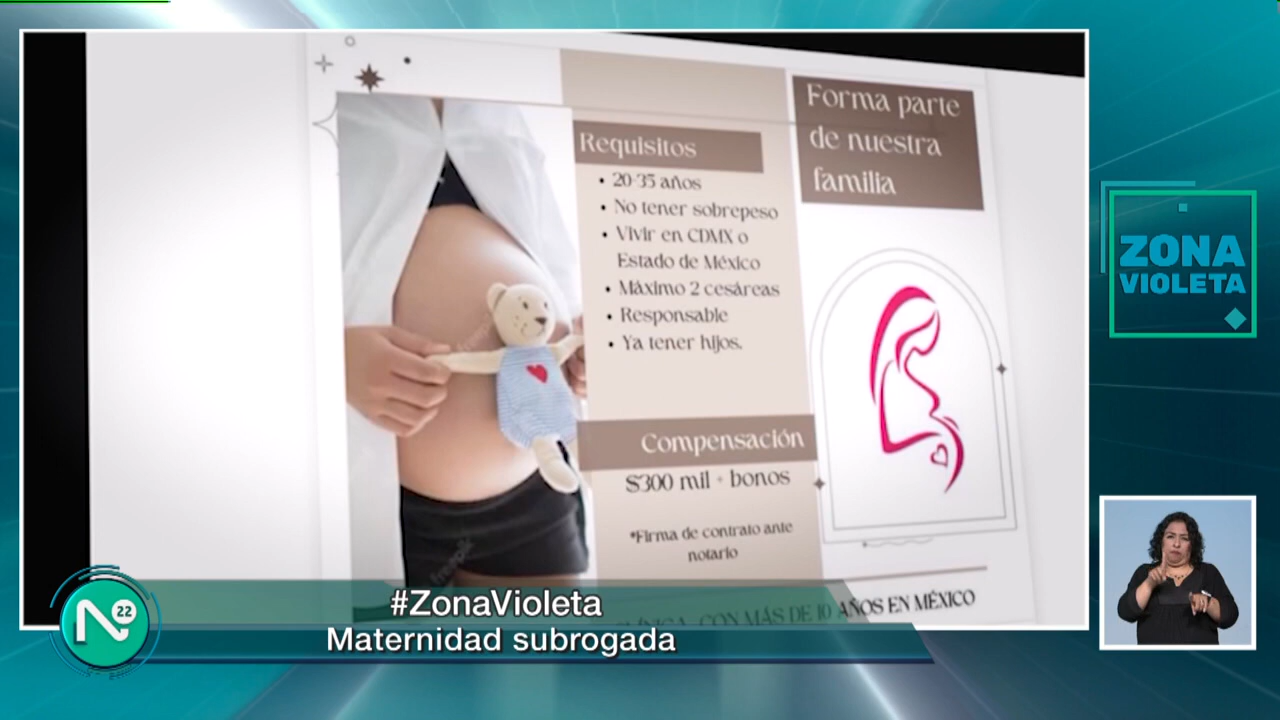 Forma parte
de nuestra
familia
Requisitos
• 20-35 años
• No tener sobrepeso
• Vivir en CDMX o
Estado de México
• Máximo 2 cesáreas
• Responsable
• Ya tener hijos.
Compensación
$300 mil + bonos
*Firma de contrato ante
notario
CLÍNICA CON MÁS DE 10 AÑOS EN MÉXICO
ZONA
VIOLETA
N22
#ZonaVioleta
Maternidad subrogada